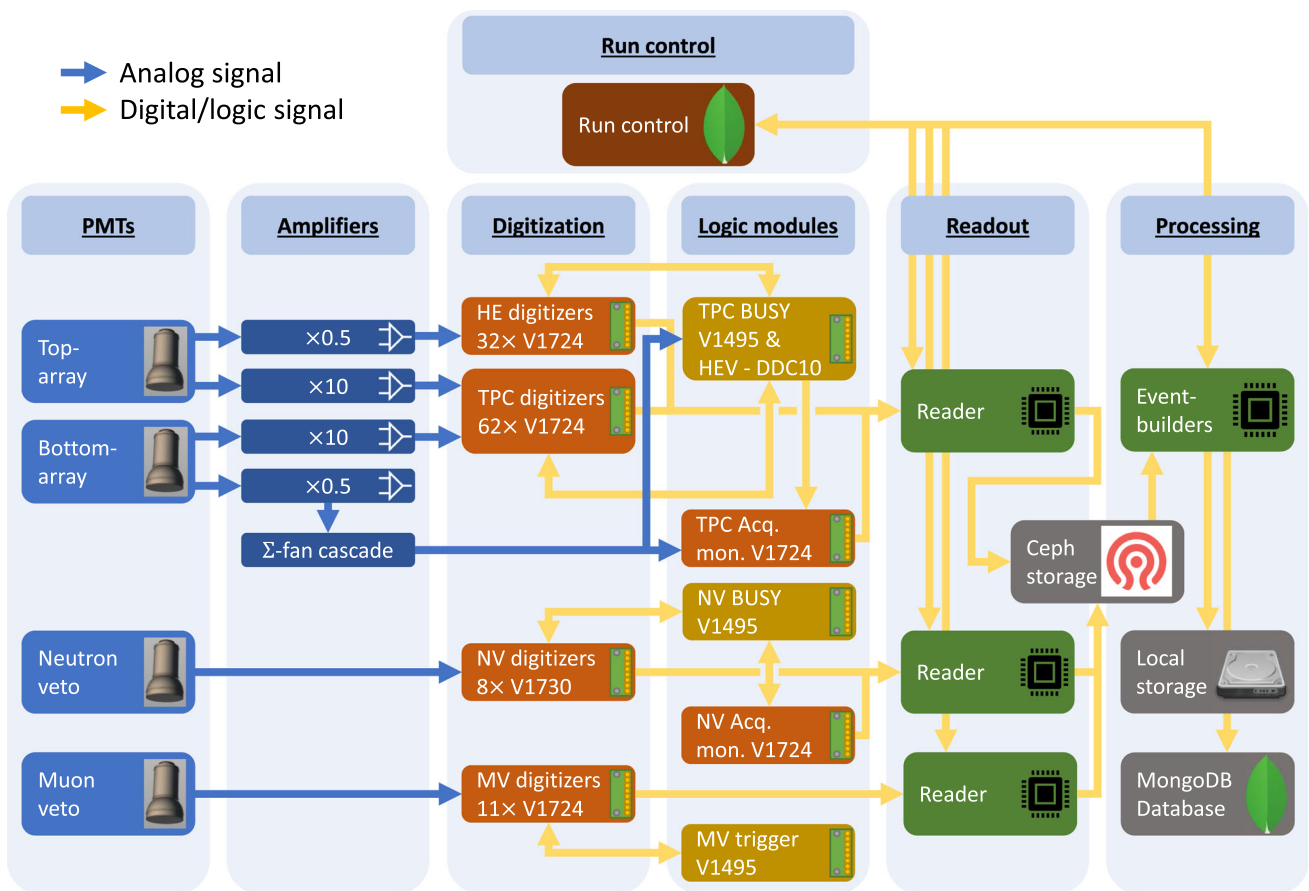 Analog signal
Digital/logic signal
Run control
Run control
PMTs
Amplifiers
Digitization
Logic modules
Readout
Processing
Top-
array
Bottom-
array
Neutron
veto
Muon
veto
×0.5
×10
×10
×0.5
Σ-fan cascade
HE digitizers
32× V1724
TPC digitizers
62× V1724
NV digitizers
8× V1730
MV digitizers
11× V1724
TPC BUSY
V1495 &
HEV - DDC10
TPC Acq.
mon. V1724
NV BUSY
V1495
NV Acq.
mon. V1724
MV trigger
V1495
Reader
Reader
Reader
Ceph
storage
Event-
builders
Local
storage
MongoDB
Database